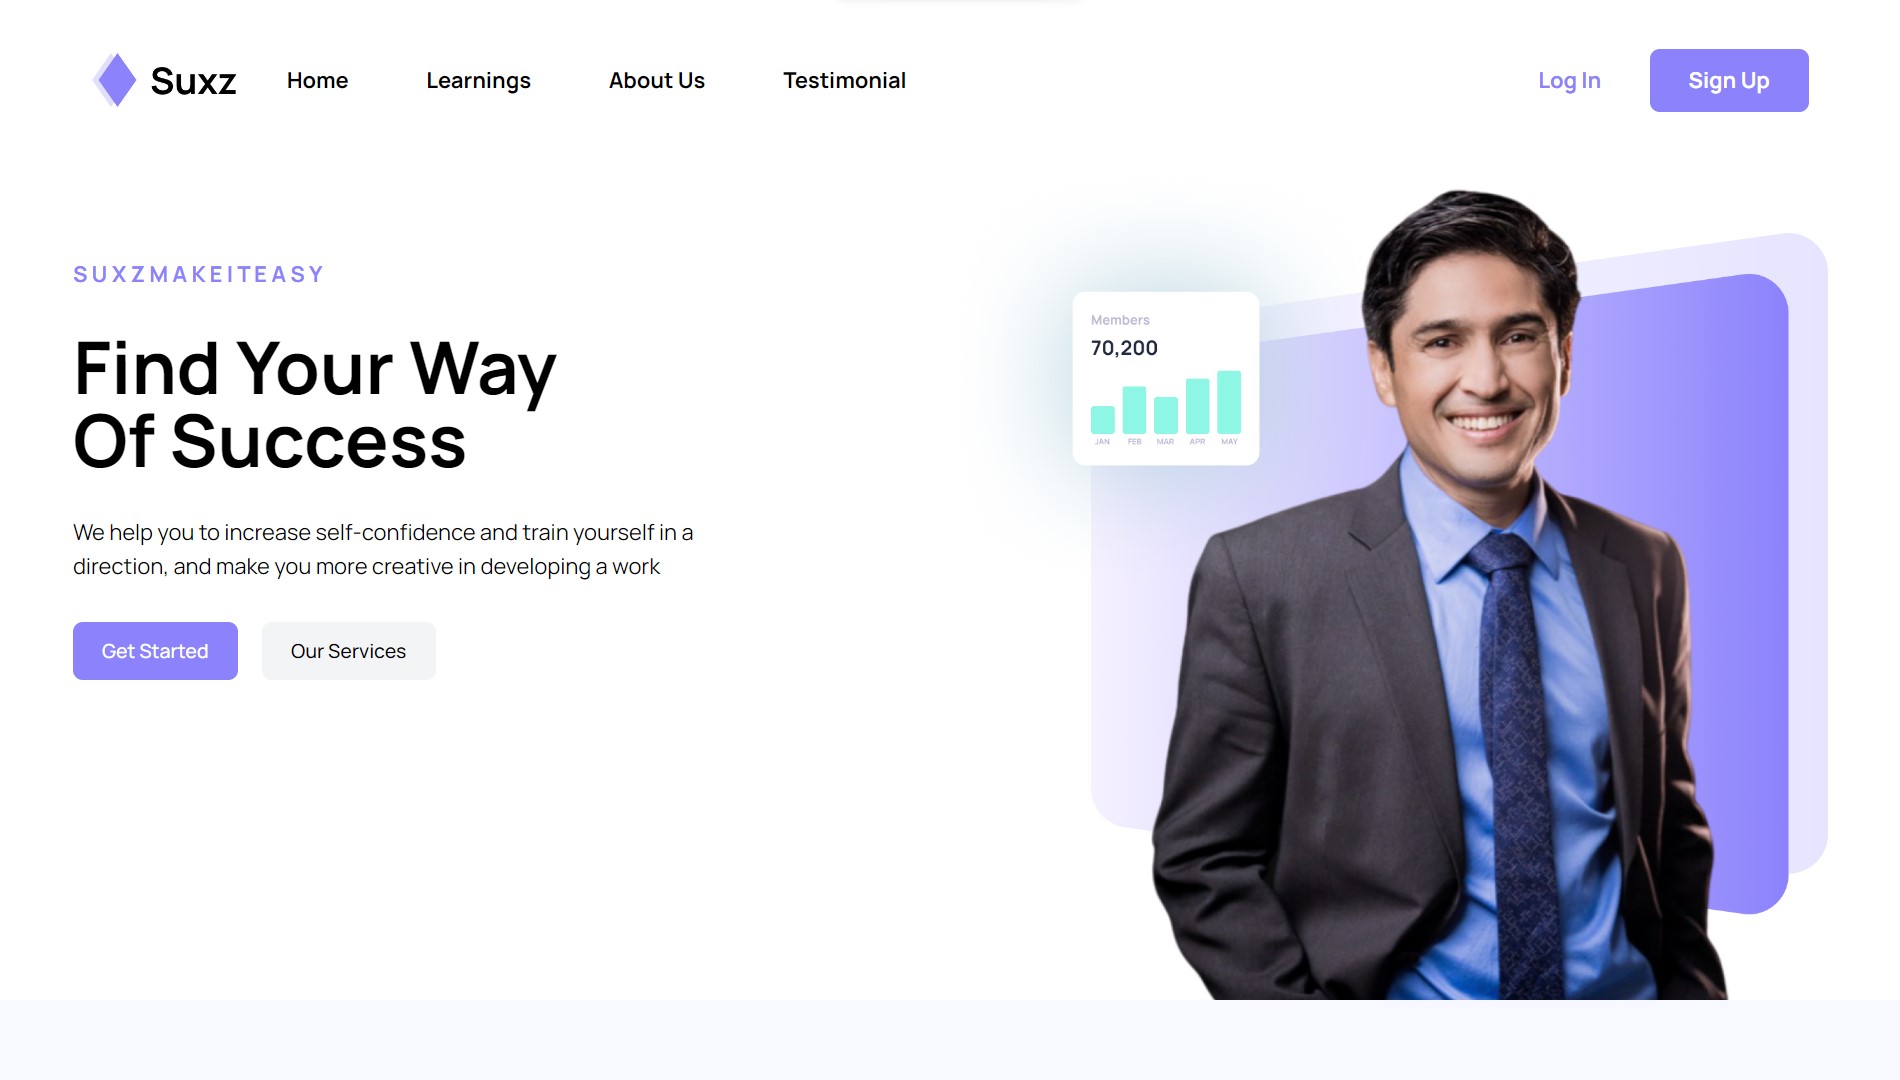 Suxz
Home Learnings About Us Testimonial
Log In Sign Up
SUXZMAKEITEASY
Find Your Way
Of Success
We help you to increase self-confidence and train yourself in a
direction, and make you more creative in developing a work
Get Started Our Services
Members
70,200
JAN FEB MAR APR MAY